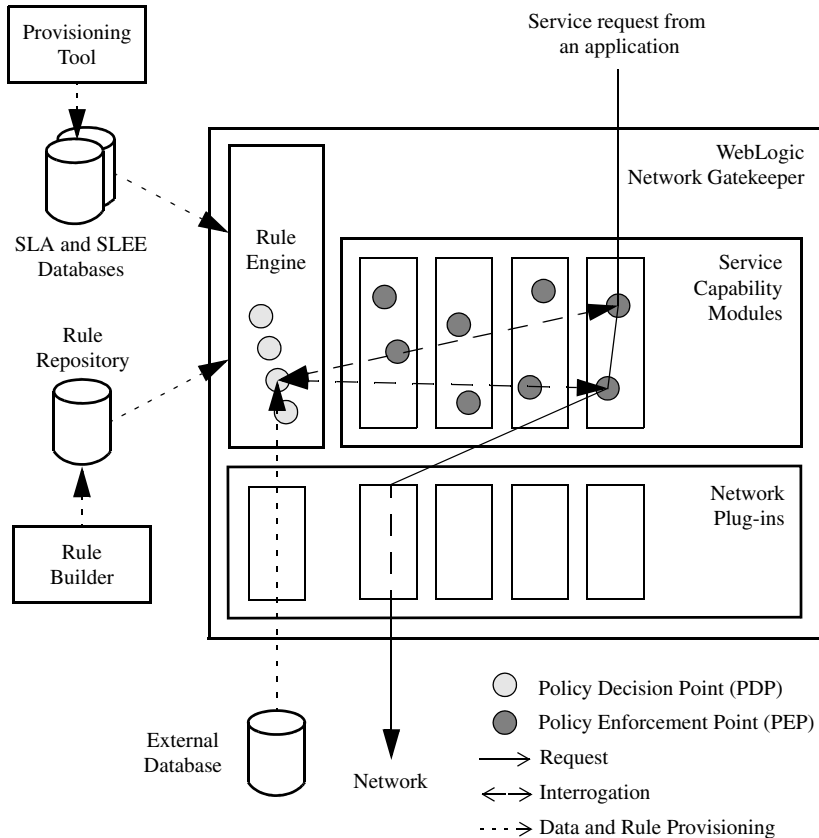 Provisioning
Tool
Service request from
an application
WebLogic
Network Gatekeeper
SLA and SLEE
Databases
Rule
Engine
Service
Capability
Modules
Rule
Repository
Network
Plug-ins
Rule
Builder
External
Database
Network
Policy Decision Point (PDP)
Policy Enforcement Point (PEP)
Request
Interrogation
Data and Rule Provisioning